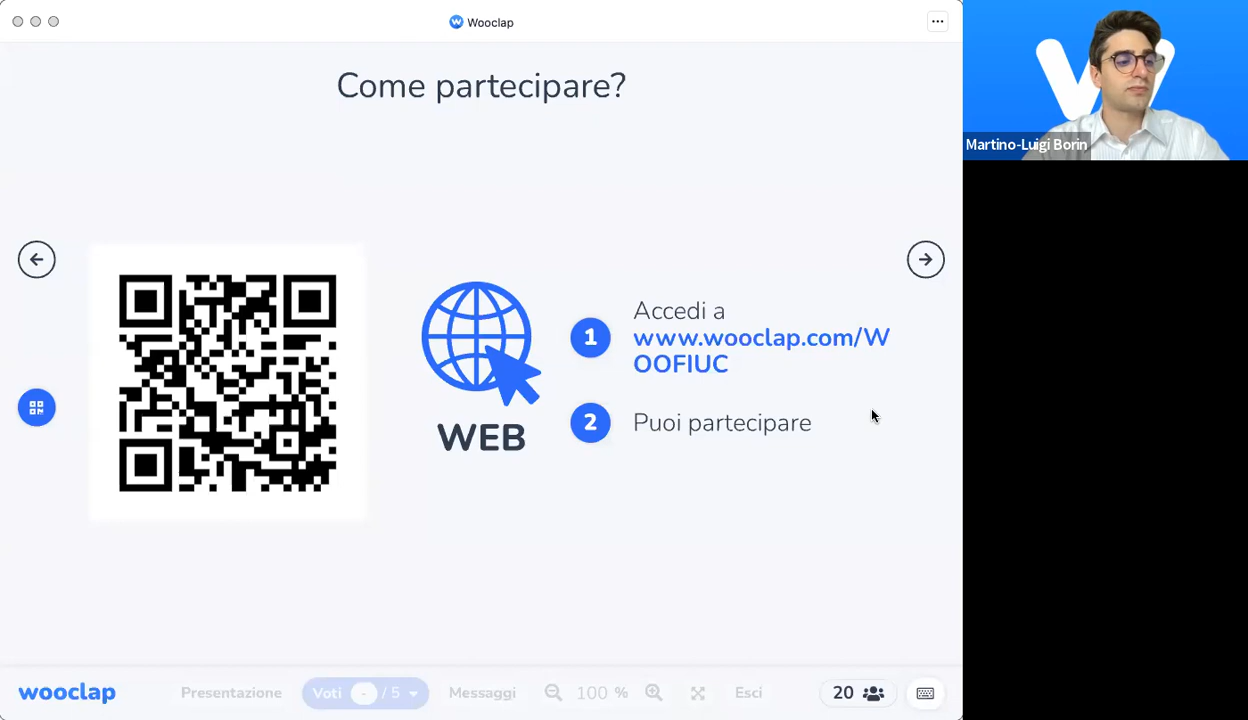 Wooclap
Come partecipare?
Martino-Luigi Borin
1
Accedi a
www.wooclap.com/W
OOFIUC
2
Puoi partecipare
WEB
wooclap
Presentazione
Voti - / 5
Messaggi
100 %
Esci
20